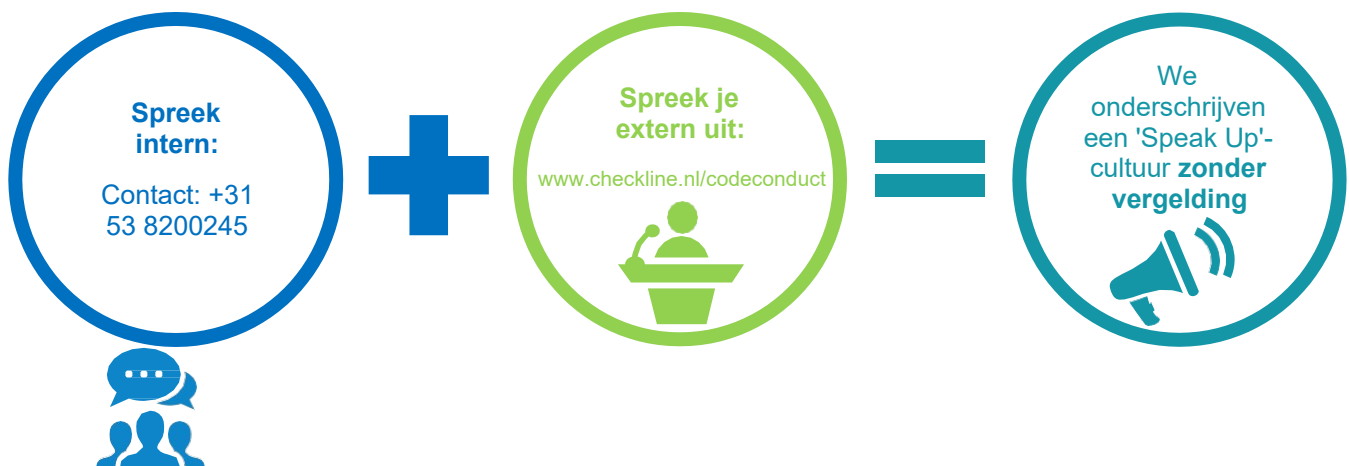 Spreek
intern:
Contact: +31
53 8200245
Spreek je
extern uit:
www.checkline.nl/codeconduct
We
onderschrijven
een 'Speak Up'-
cultuur zonder
vergelding